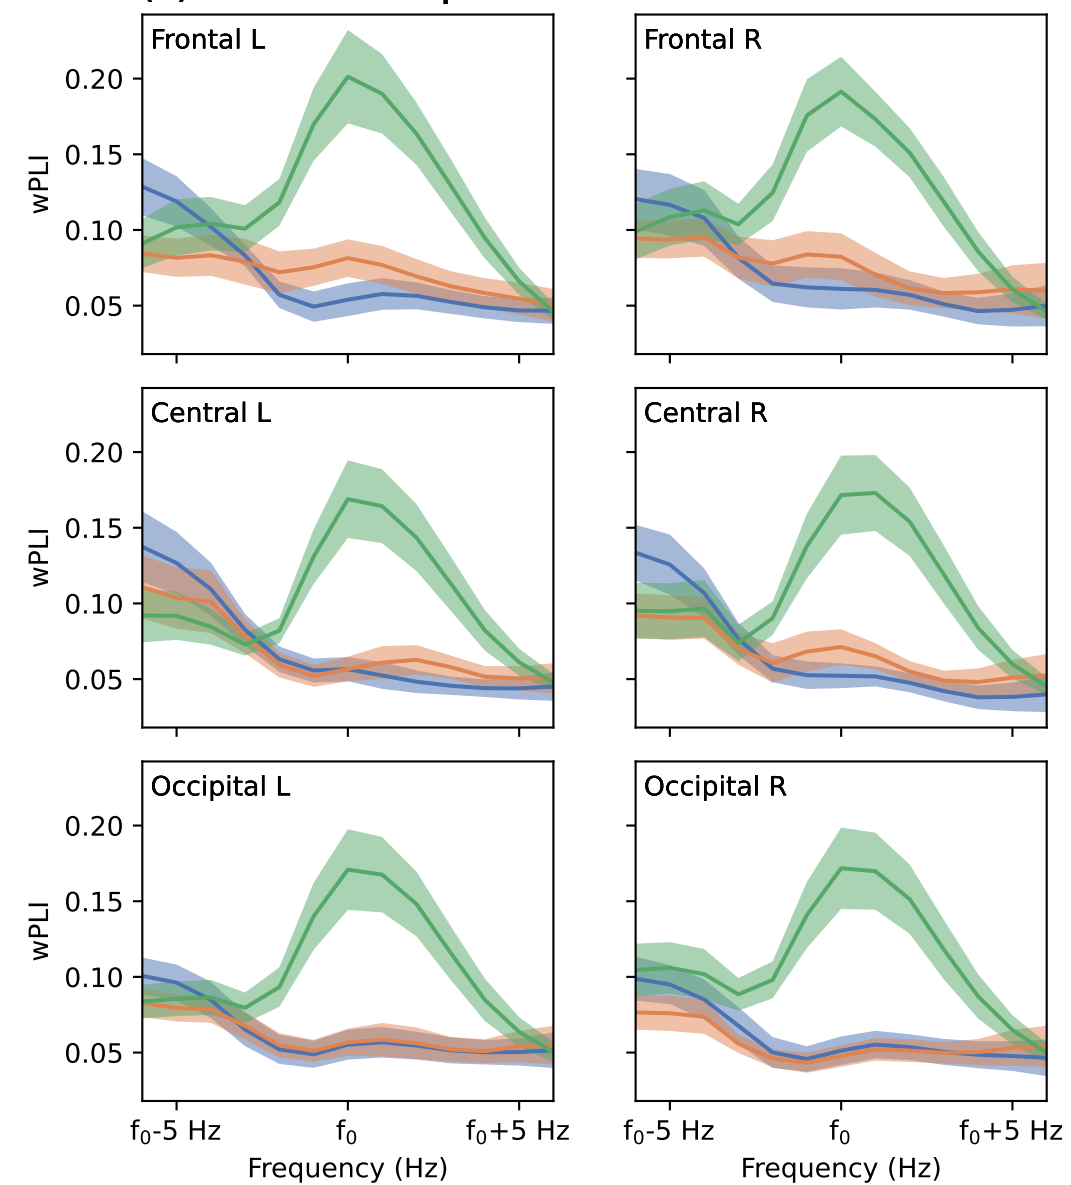 Frontal L
Frontal R
0.20
0.15
0.10
0.05
wPLI
Central L
Central R
0.20
0.15
0.10
0.05
wPLI
Occipital L
Occipital R
0.20
0.15
0.10
0.05
wPLI
f₀-5 Hz
f₀
f₀+5 Hz
f₀-5 Hz
f₀
f₀+5 Hz
Frequency (Hz)
Frequency (Hz)